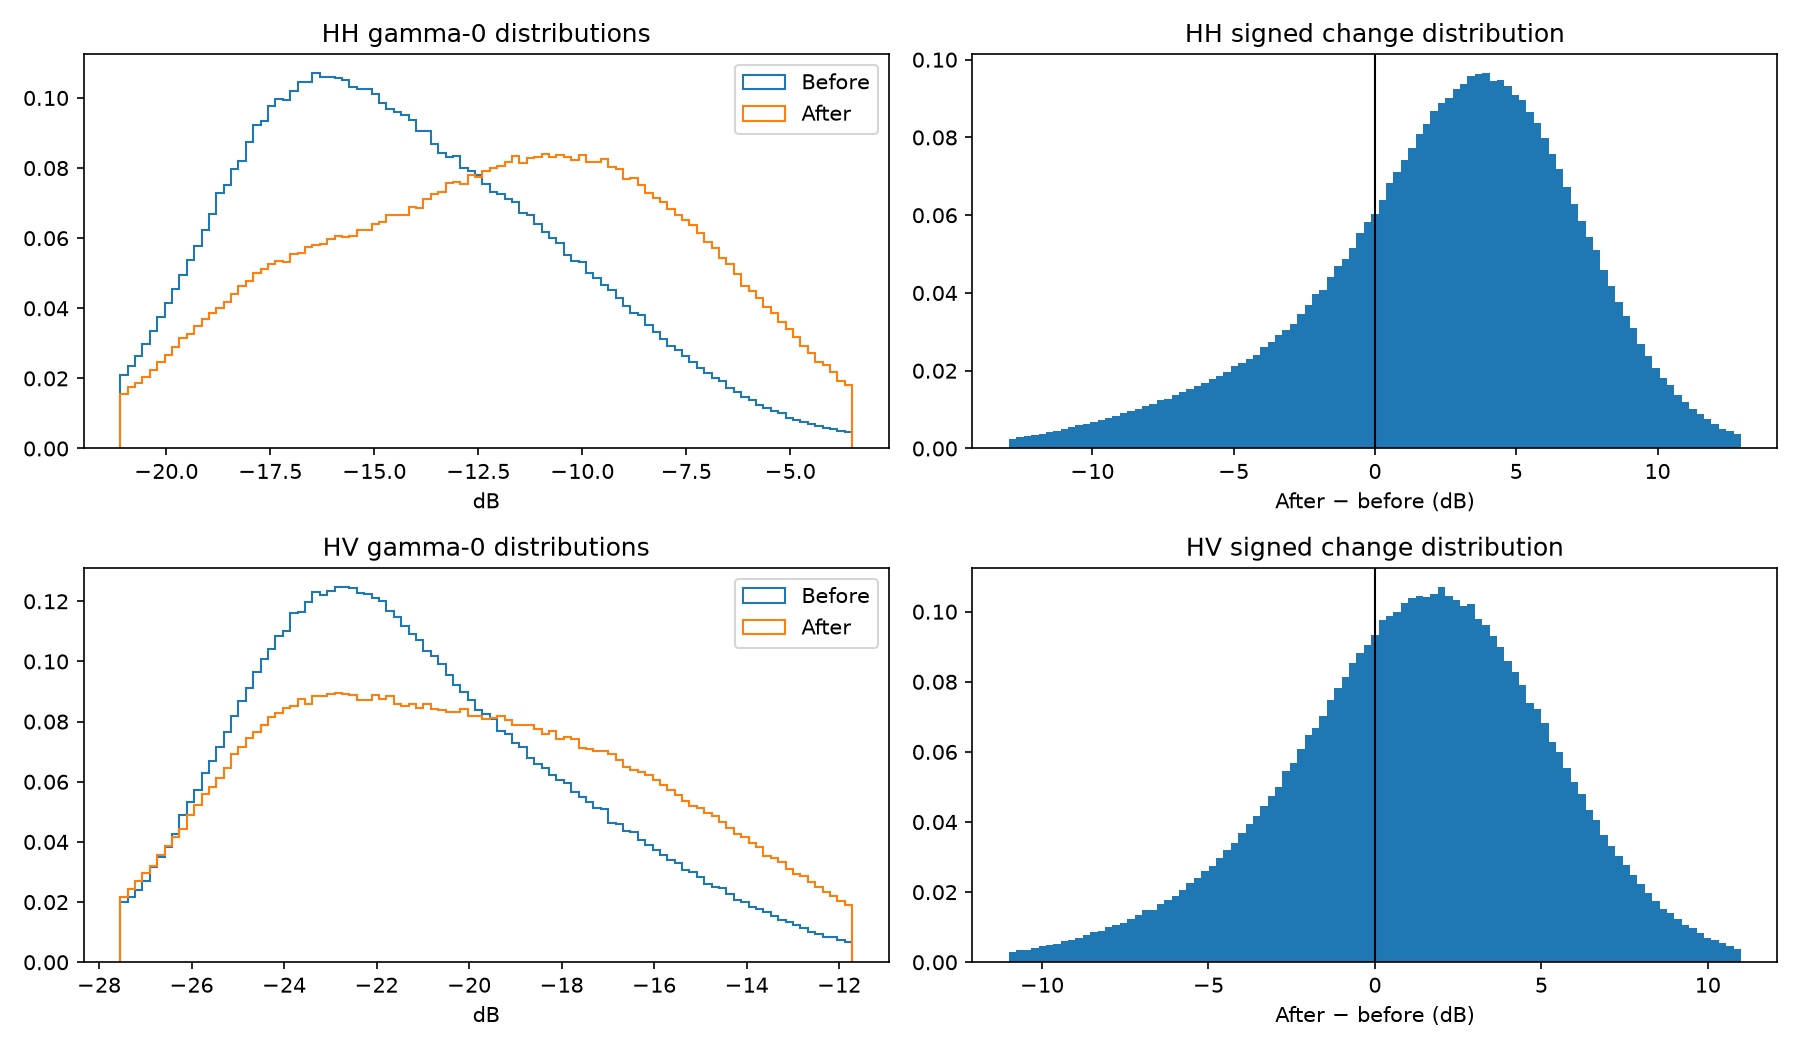 HH gamma-0 distributions
0.10
0.08
0.06
0.04
0.02
0.00
Before
After
−20.0 −17.5 −15.0 −12.5 −10.0 −7.5 −5.0
dB
HH signed change distribution
0.10
0.08
0.06
0.04
0.02
0.00
−10 −5 0 5 10
After − before (dB)
HV gamma-0 distributions
0.12
0.10
0.08
0.06
0.04
0.02
0.00
Before
After
−28 −26 −24 −22 −20 −18 −16 −14 −12
dB
HV signed change distribution
0.10
0.08
0.06
0.04
0.02
0.00
−10 −5 0 5 10
After − before (dB)